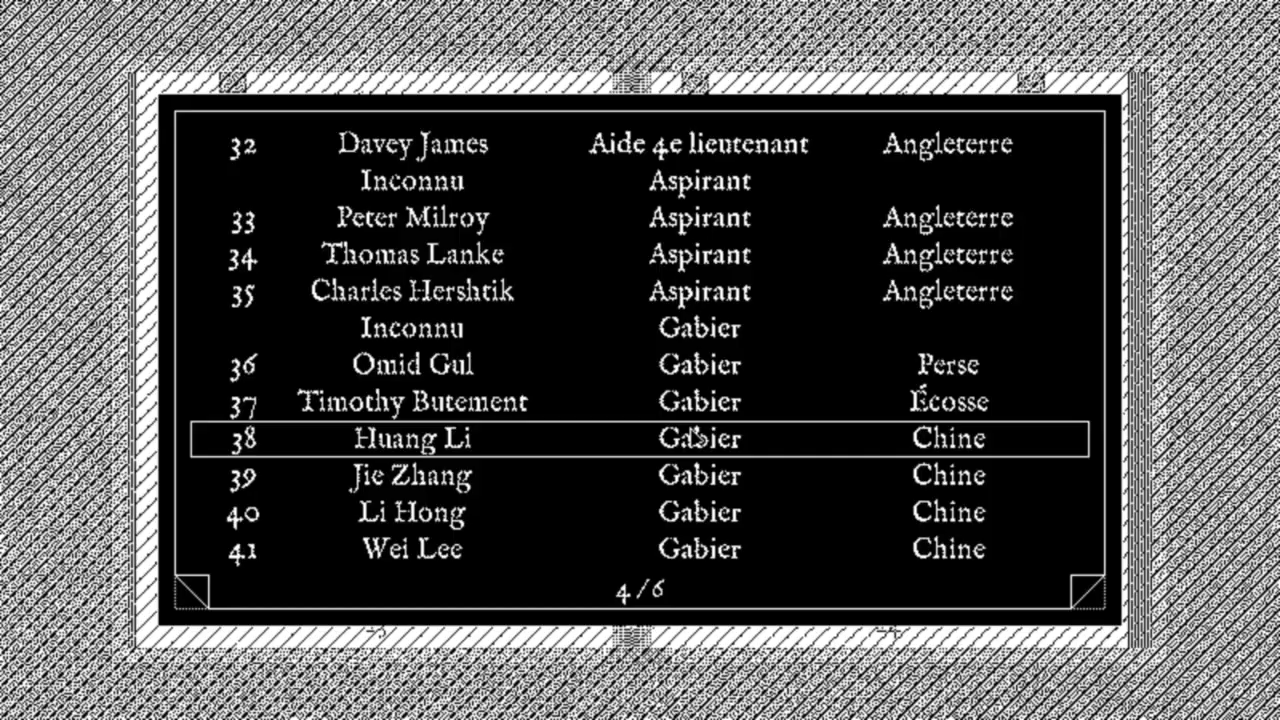 32 Davey James Aide 4e lieutenant Angleterre
Inconnu Aspirant
33 Peter Milroy Aspirant Angleterre
34 Thomas Lanke Aspirant Angleterre
35 Charles Hershtik Aspirant Angleterre
Inconnu Gabier
36 Omid Gul Gabier Perse
37 Timothy Butement Gabier Écosse
38 Huang Li Gabier Chine
39 Jie Zhang Gabier Chine
40 Li Hong Gabier Chine
41 Wei Lee Gabier Chine
4/6